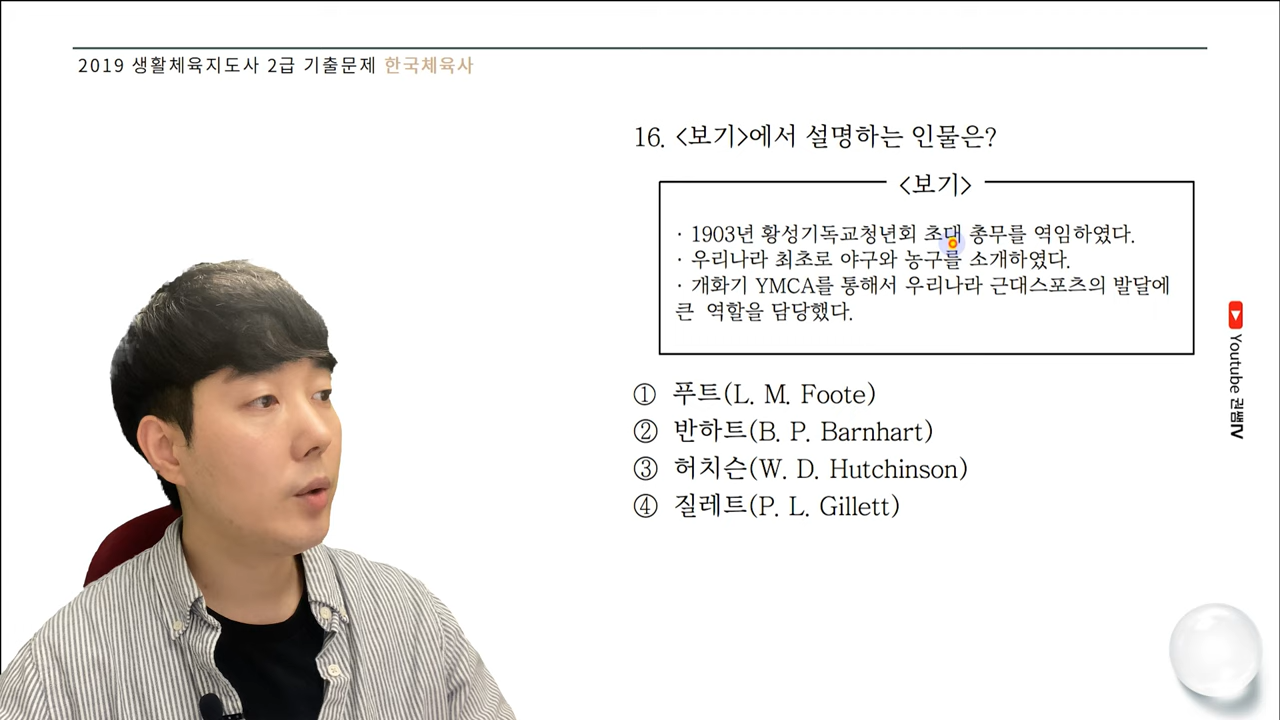 2019 생활체육지도사 2급 기출문제 한국체육사
16. <보기>에서 설명하는 인물은?
<보기>
· 1903년 황성기독교청년회 초대 총무를 역임하였다.
· 우리나라 최초로 야구와 농구를 소개하였다.
· 개화기 YMCA를 통해서 우리나라 근대스포츠의 발달에
큰 역할을 담당했다.
① 푸트(L. M. Foote)
② 반하트(B. P. Barnhart)
③ 허치슨(W. D. Hutchinson)
④ 질레트(P. L. Gillett)
Youtube 권쌤TV